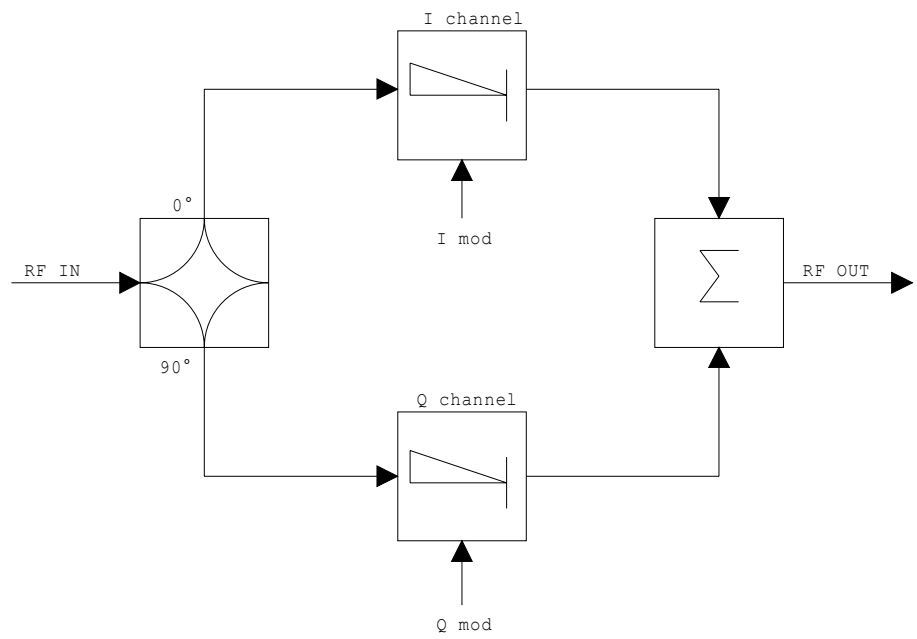 I channel
I mod
0°
RF IN
90°
Σ
RF OUT
Q channel
Q mod